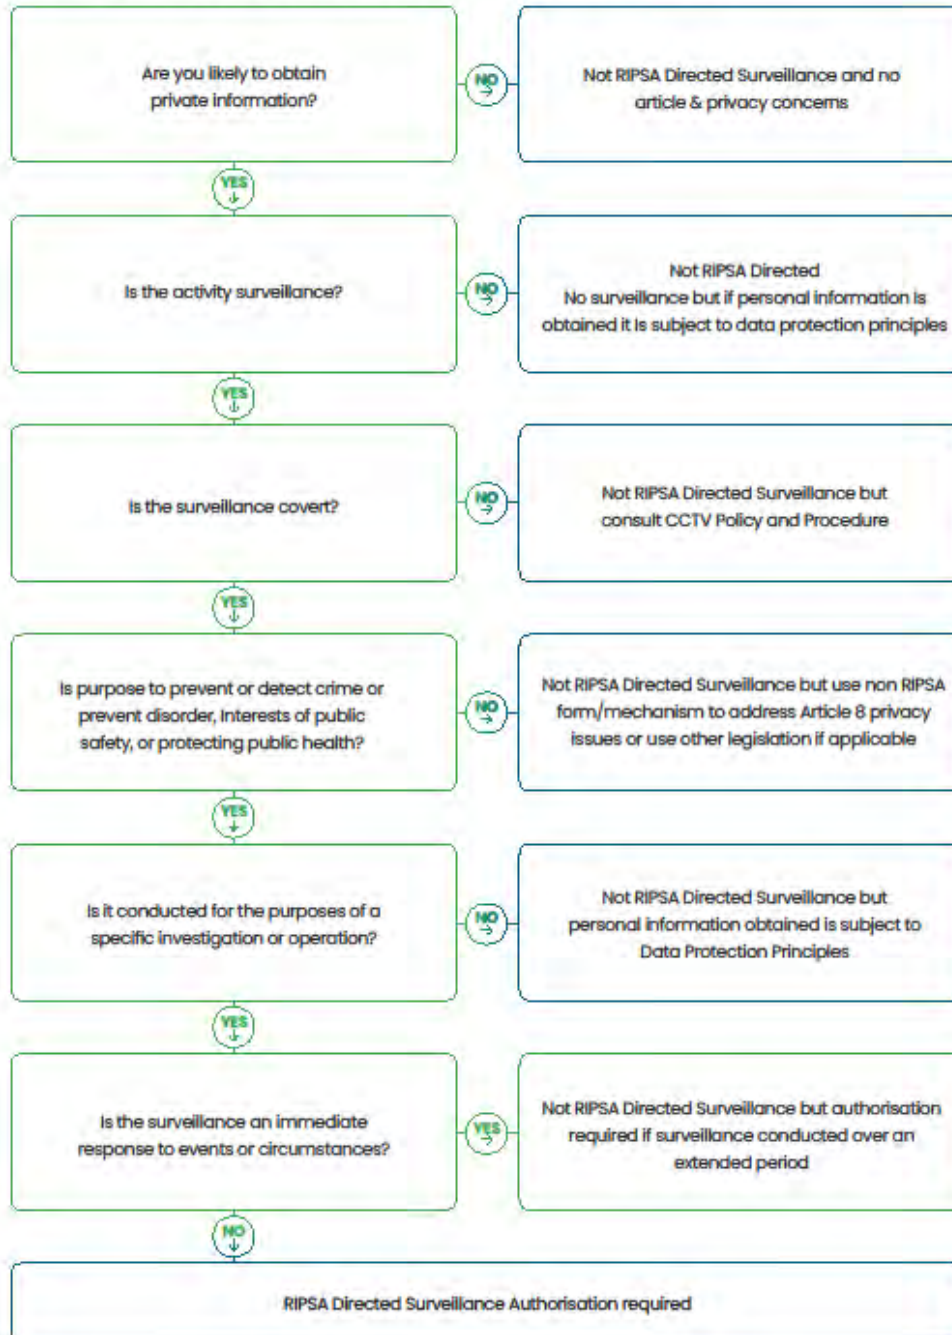 Are you likely to obtain
private information?
NO
Not RIPSA Directed Surveillance and no
article & privacy concerns
YES
Is the activity surveillance?
NO
Not RIPSA Directed
No surveillance but if personal information is
obtained it is subject to data protection principles
YES
Is the surveillance covert?
NO
Not RIPSA Directed Surveillance but
consult CCTV Policy and Procedure
YES
Is purpose to prevent or detect crime or
prevent disorder, Interests of public
safety, or protecting public health?
NO
Not RIPSA Directed Surveillance but use non RIPSA
form/mechanism to address Article 8 privacy
issues or use other legislation if applicable
YES
Is it conducted for the purposes of a
specific investigation or operation?
NO
Not RIPSA Directed Surveillance but
personal information obtained is subject to
Data Protection Principles
YES
Is the surveillance an immediate
response to events or circumstances?
YES
Not RIPSA Directed Surveillance but authorisation
required if surveillance conducted over an
extended period
NO
RIPSA Directed Surveillance Authorisation required